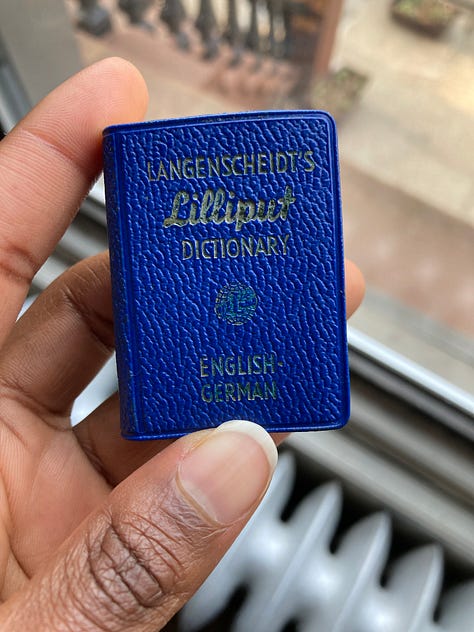 LANGENSCHEIDT'S
Lilliput
DICTIONARY
ENGLISH-
GERMAN